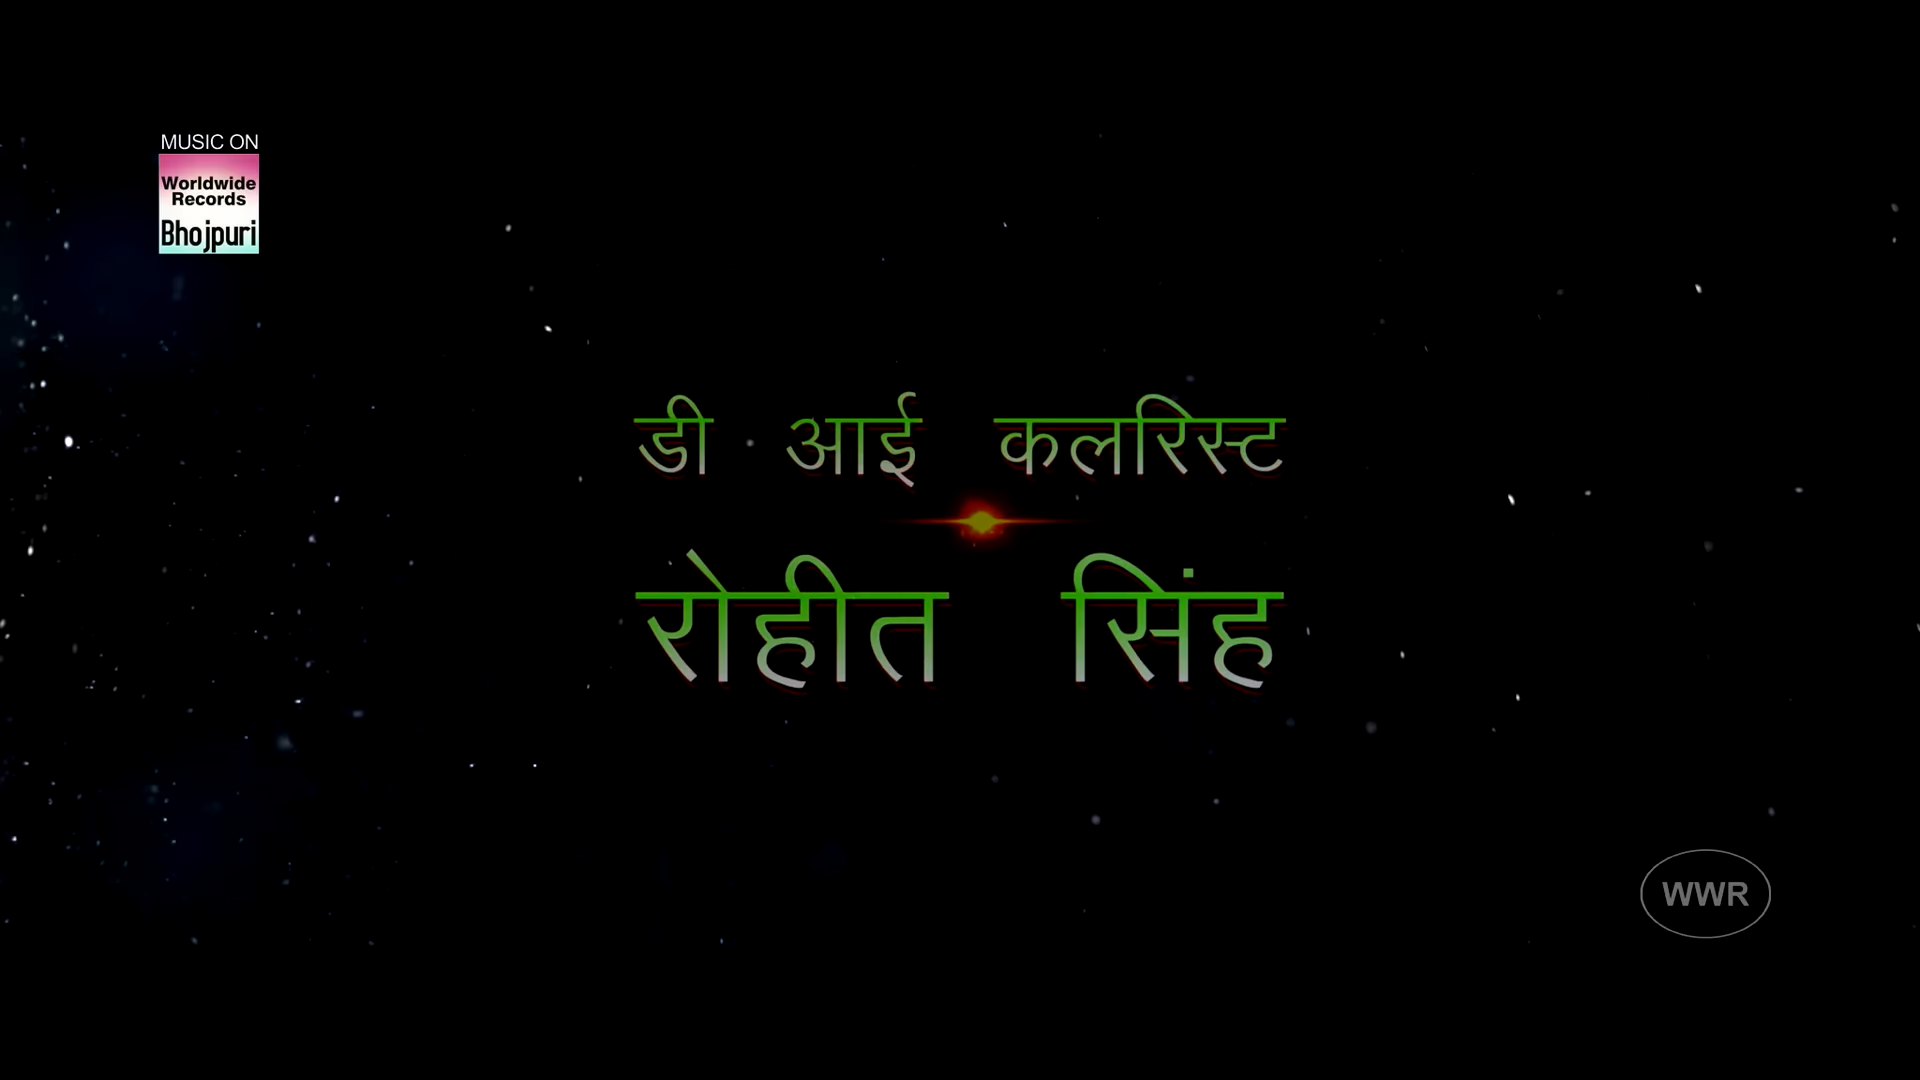 MUSIC ON
Worldwide
Records
Bhojpuri
डी आई कलरिस्ट
रोहीत सिंह
WWR